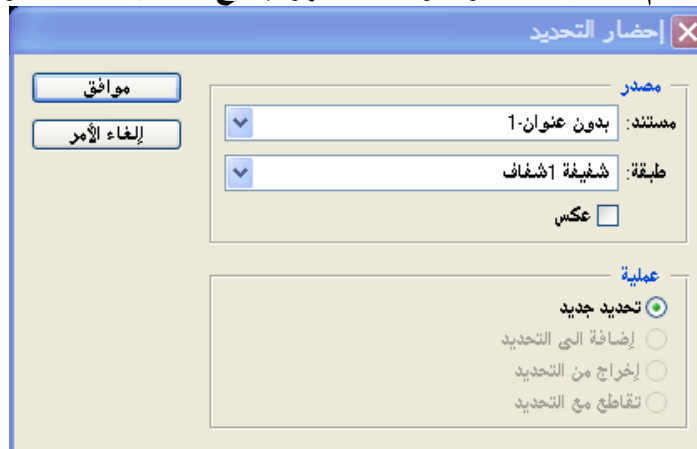 إحضار التحديد
مصدر
مستند: بدون عنوان-1
طبقة: شفيفة 1شفاف
عكس
موافق
إلغاء الأمر
عملية
تحديد جديد
إضافة الى التحديد
إخراج من التحديد
تقاطع مع التحديد